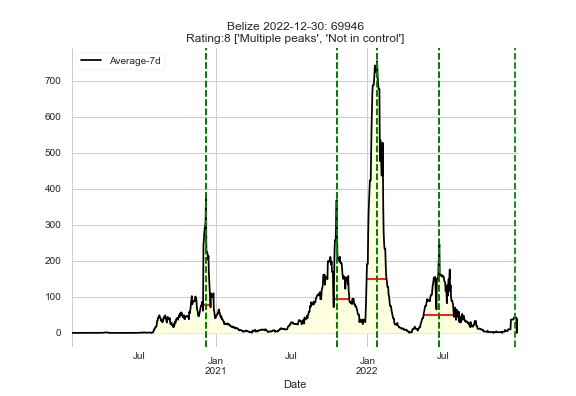 Belize 2022-12-30: 69946
Rating:8 ['Multiple peaks', 'Not in control']
Average-7d
700
600
500
400
300
200
100
0
Jul
Jan
2021
Jul
Jan
2022
Jul
Date